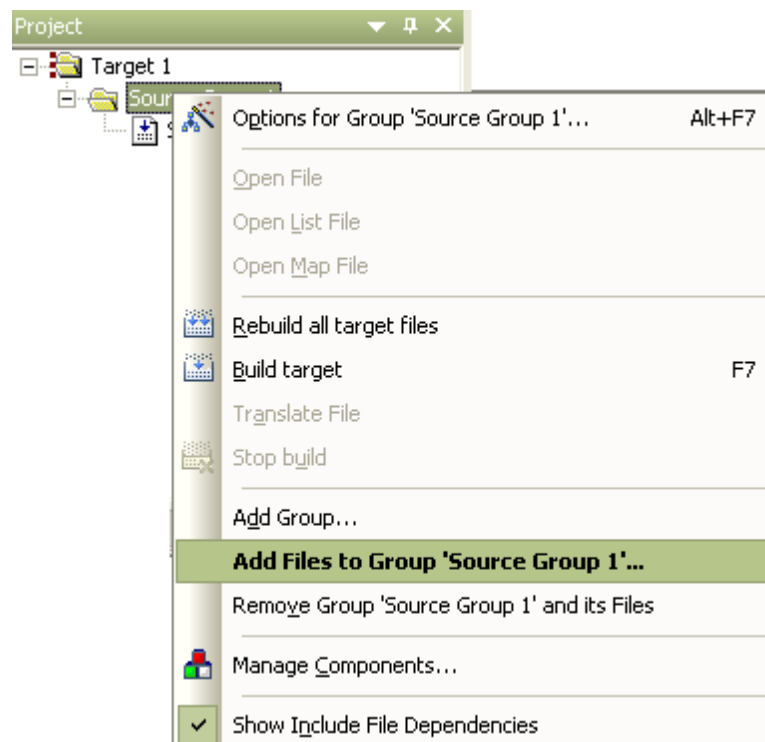 Project
Target 1
Options for Group 'Source Group 1'... Alt+F7
Open File
Open List File
Open Map File
Rebuild all target files
Build target F7
Translate File
Stop build
Add Group...
Add Files to Group 'Source Group 1'...
Remove Group 'Source Group 1' and its Files
Manage Components...
Show Include File Dependencies